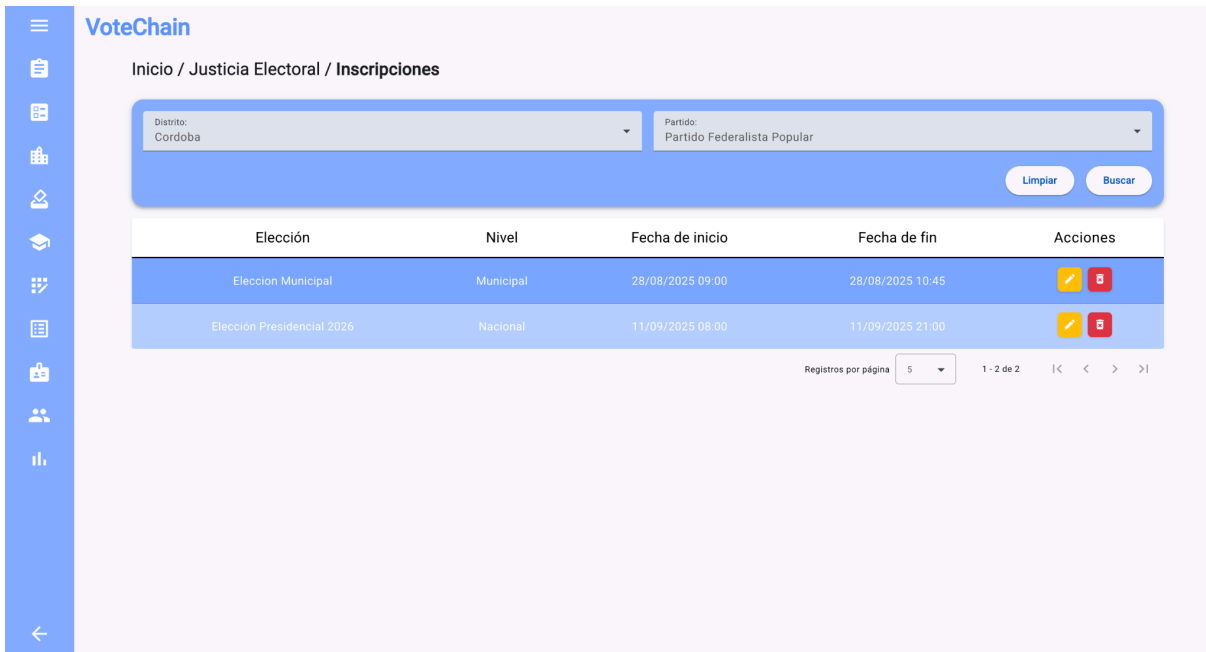 VoteChain
Inicio / Justicia Electoral / Inscripciones
Distrito:
Cordoba
Partido:
Partido Federalista Popular
Limpiar
Buscar
Elección Nivel Fecha de inicio Fecha de fin Acciones
Eleccion Municipal Municipal 28/08/2025 09:00 28/08/2025 10:45
Elección Presidencial 2026 Nacional 11/09/2025 08:00 11/09/2025 21:00
Registros por página 5 1 - 2 de 2